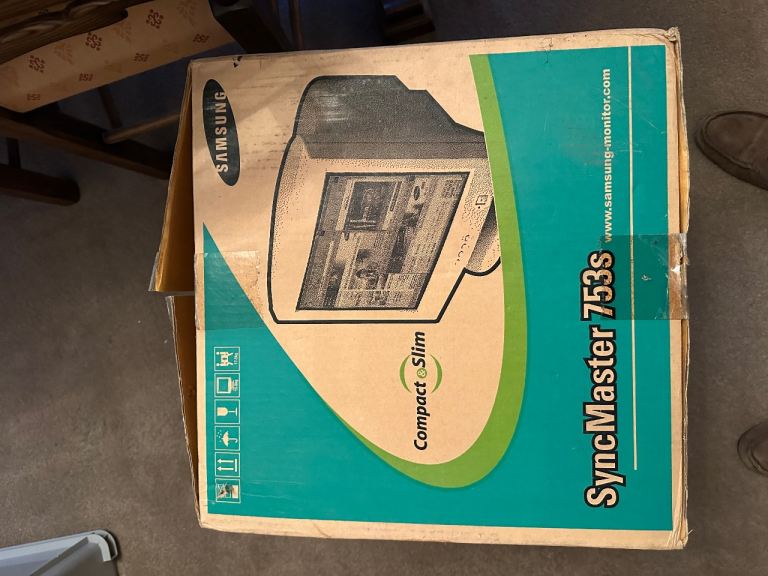 SAMSUNG
Compact & Slim
SyncMaster 753s www.samsung-monitor.com